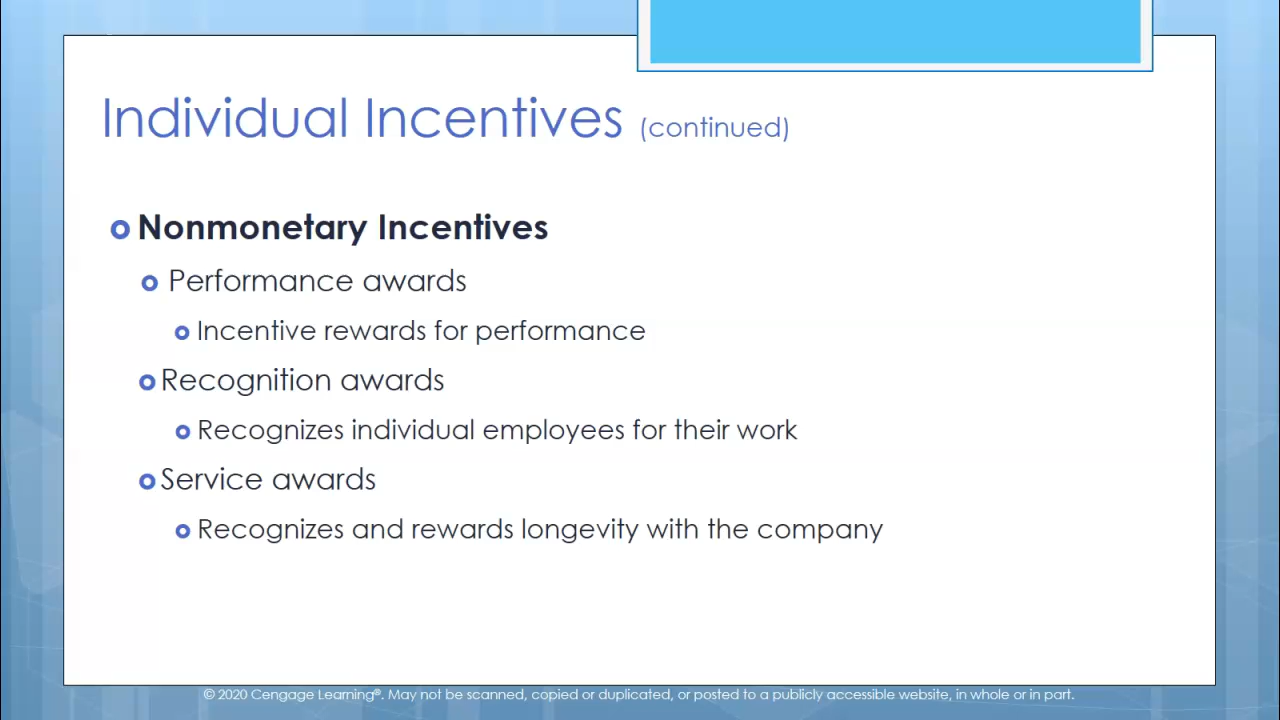 Individual Incentives (continued)
Nonmonetary Incentives
Performance awards
Incentive rewards for performance
Recognition awards
Recognizes individual employees for their work
Service awards
Recognizes and rewards longevity with the company
© 2020 Cengage Learning®. May not be scanned, copied or duplicated, or posted to a publicly accessible website, in whole or in part.